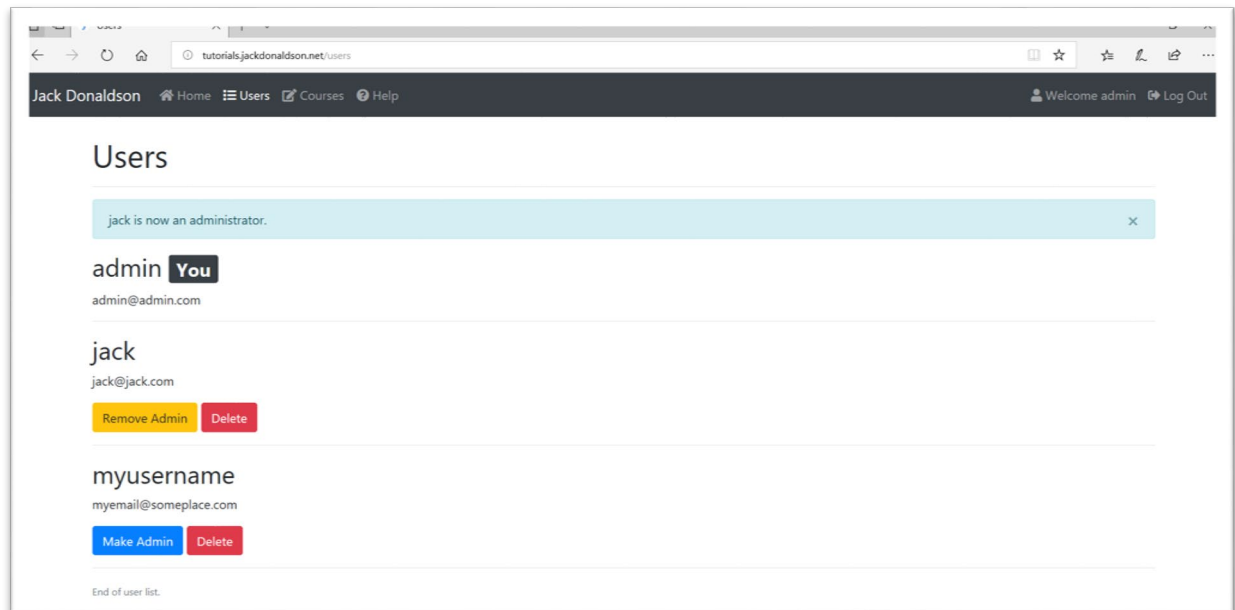 Users
tutorials.jackdonaldson.net/users
Jack Donaldson Home Users Courses Help Welcome admin Log Out
Users
jack is now an administrator. ×
admin You
admin@admin.com
jack
jack@jack.com
Remove Admin Delete
myusername
myemail@someplace.com
Make Admin Delete
End of user list.